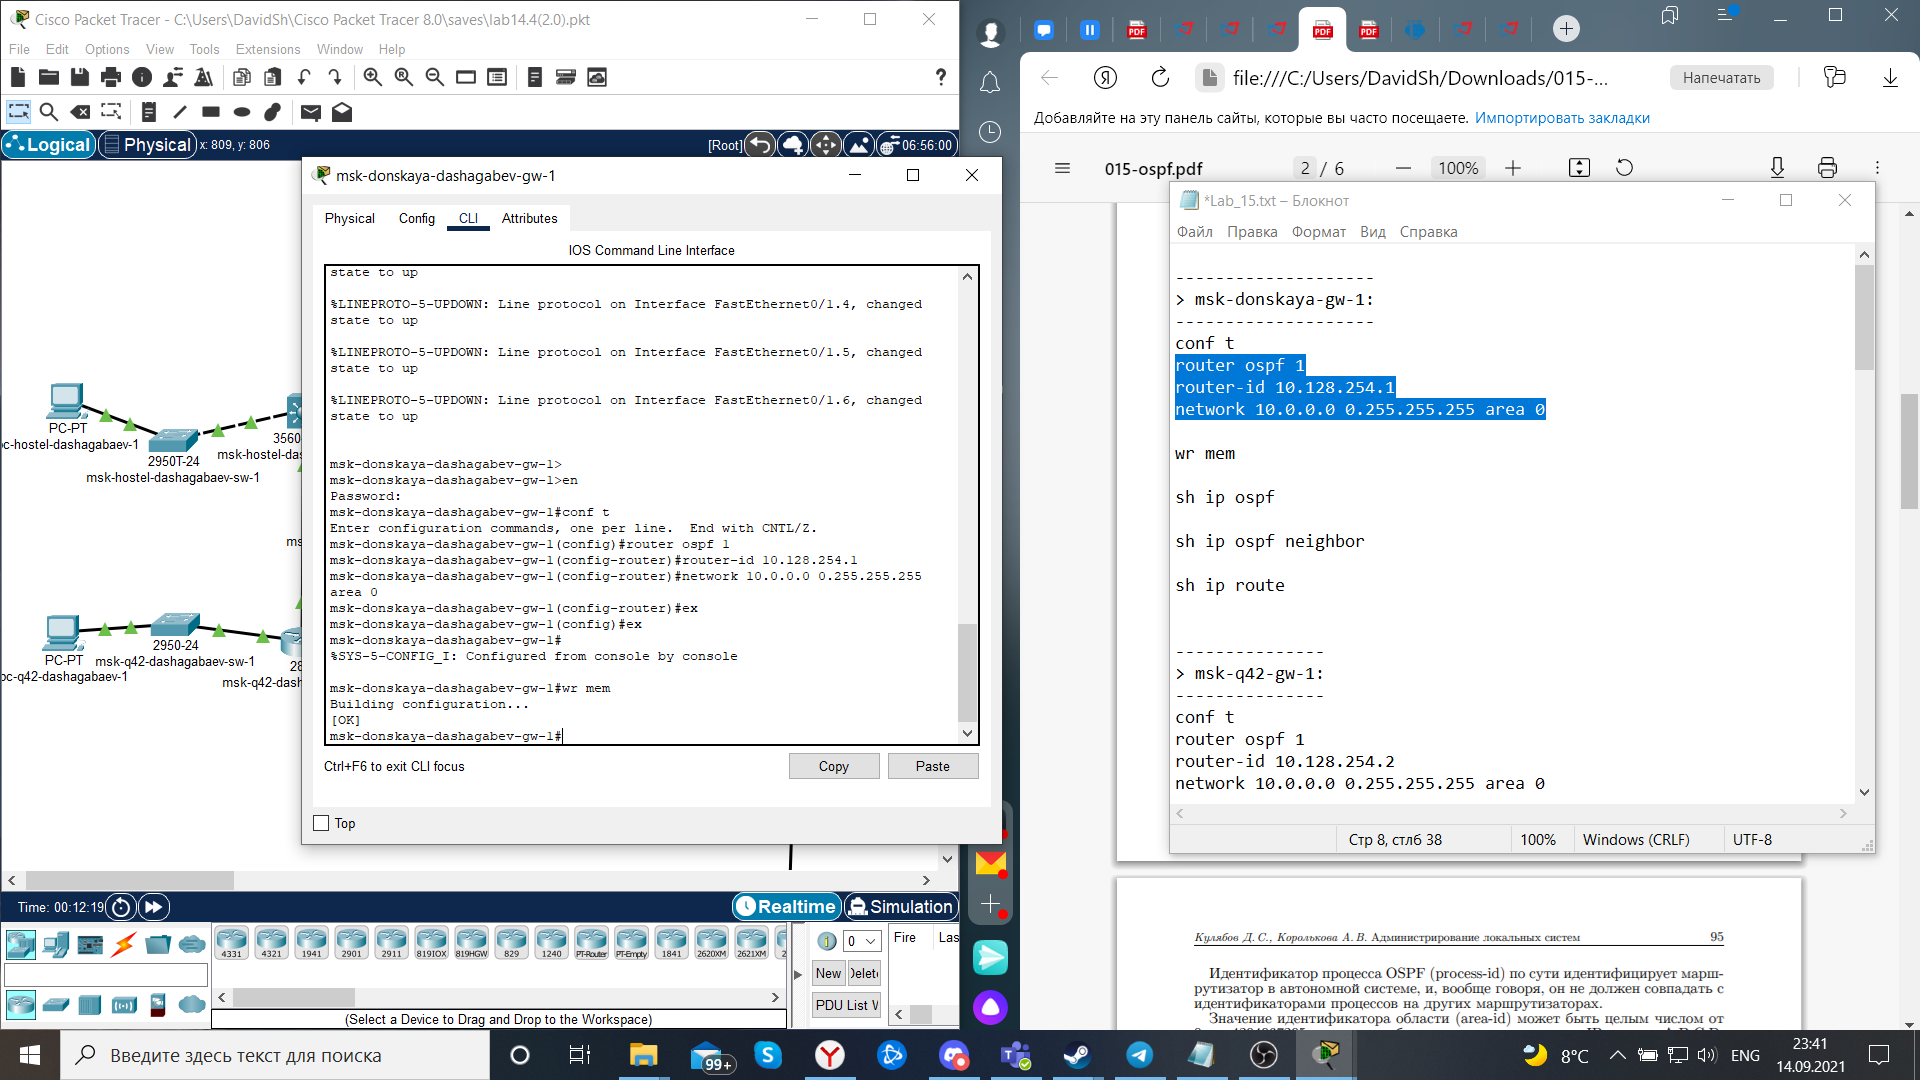 Cisco Packet Tracer - C:\Users\DavidSh\Cisco Packet Tracer 8.0\saves\lab14.4(2.0).pkt
File Edit Options View Tools Extensions Window Help
?
Logical Physical x: 809, y: 806
[Root] 06:56:00
PC-PT
pc-hostel-dashagabaev-1
2950T-24
msk-hostel-dashagabaev-sw-1
3560
msk-hostel-das
ms
PC-PT
pc-q42-dashagabaev-1
2950-24
msk-q42-dashagabaev-sw-1
28
msk-q42-dash
msk-donskaya-dashagabev-gw-1
Physical Config CLI Attributes
IOS Command Line Interface
state to up
%LINEPROTO-5-UPDOWN: Line protocol on Interface FastEthernet0/1.4, changed
state to up
%LINEPROTO-5-UPDOWN: Line protocol on Interface FastEthernet0/1.5, changed
state to up
%LINEPROTO-5-UPDOWN: Line protocol on Interface FastEthernet0/1.6, changed
state to up
msk-donskaya-dashagabev-gw-1>
msk-donskaya-dashagabev-gw-1>en
Password:
msk-donskaya-dashagabev-gw-1#conf t
Enter configuration commands, one per line.  End with CNTL/Z.
msk-donskaya-dashagabev-gw-1(config)#router ospf 1
msk-donskaya-dashagabev-gw-1(config-router)#router-id 10.128.254.1
msk-donskaya-dashagabev-gw-1(config-router)#network 10.0.0.0 0.255.255.255
area 0
msk-donskaya-dashagabev-gw-1(config-router)#ex
msk-donskaya-dashagabev-gw-1(config)#ex
msk-donskaya-dashagabev-gw-1#
%SYS-5-CONFIG_I: Configured from console by console
msk-donskaya-dashagabev-gw-1#wr mem
Building configuration...
[OK]
msk-donskaya-dashagabev-gw-1#
Ctrl+F6 to exit CLI focus
Copy Paste
Top
Time: 00:12:19
Realtime Simulation
4331 4321 1941 2901 2911 819IOX 819HGW 829 1240 PT-Router PT-Empty 1841 2620XM 2621XM
(Select a Device to Drag and Drop to the Workspace)
0
New Delet
PDU List W
Fire Las
file:///C:/Users/DavidSh/Downloads/015-...
Напечатать
Добавляйте на эту панель сайты, которые вы часто посещаете. Импортировать закладки
015-ospf.pdf
2 / 6
100%
*Lab_15.txt – Блокнот
Файл Правка Формат Вид Справка
--------------------
> msk-donskaya-gw-1:
--------------------
conf t
router ospf 1
router-id 10.128.254.1
network 10.0.0.0 0.255.255.255 area 0
wr mem
sh ip ospf
sh ip ospf neighbor
sh ip route
---------------
> msk-q42-gw-1:
---------------
conf t
router ospf 1
router-id 10.128.254.2
network 10.0.0.0 0.255.255.255 area 0
Стр 8, стлб 38 100% Windows (CRLF) UTF-8
Кулябов Д. С., Королькова А. В. Администрирование локальных систем 95
Идентификатор процесса OSPF (process-id) по сути идентифицирует марш-
рутизатор в автономной системе, и, вообще говоря, он не должен совпадать с
идентификаторами процессов на других маршрутизаторах.
Значение идентификатора области (area-id) может быть целым числом от
Введите здесь текст для поиска
99+
8°C
ENG
23:41
14.09.2021